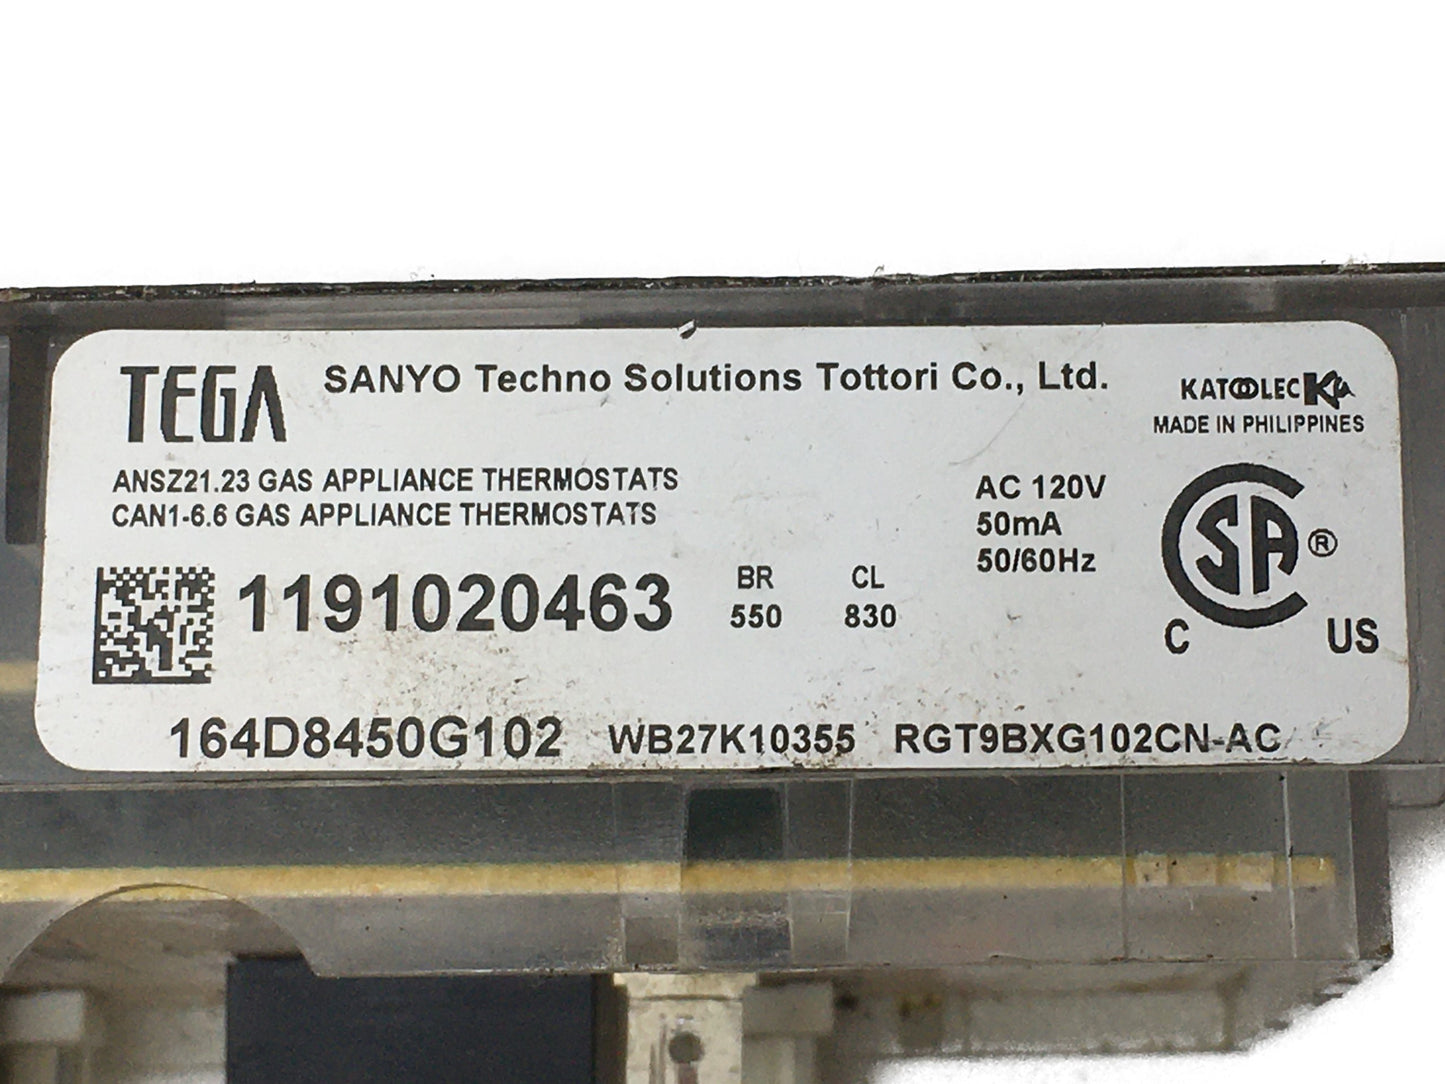 TEGA SANYO Techno Solutions Tottori Co., Ltd.
KATOOLEC
MADE IN PHILIPPINES
ANSZ21.23 GAS APPLIANCE THERMOSTATS
CAN1-6.6 GAS APPLIANCE THERMOSTATS
AC 120V
50mA
50/60Hz
SA ®
C US
1191020463
BR CL
550 830
164D8450G102 WB27K10355 RGT9BXG102CN-AC